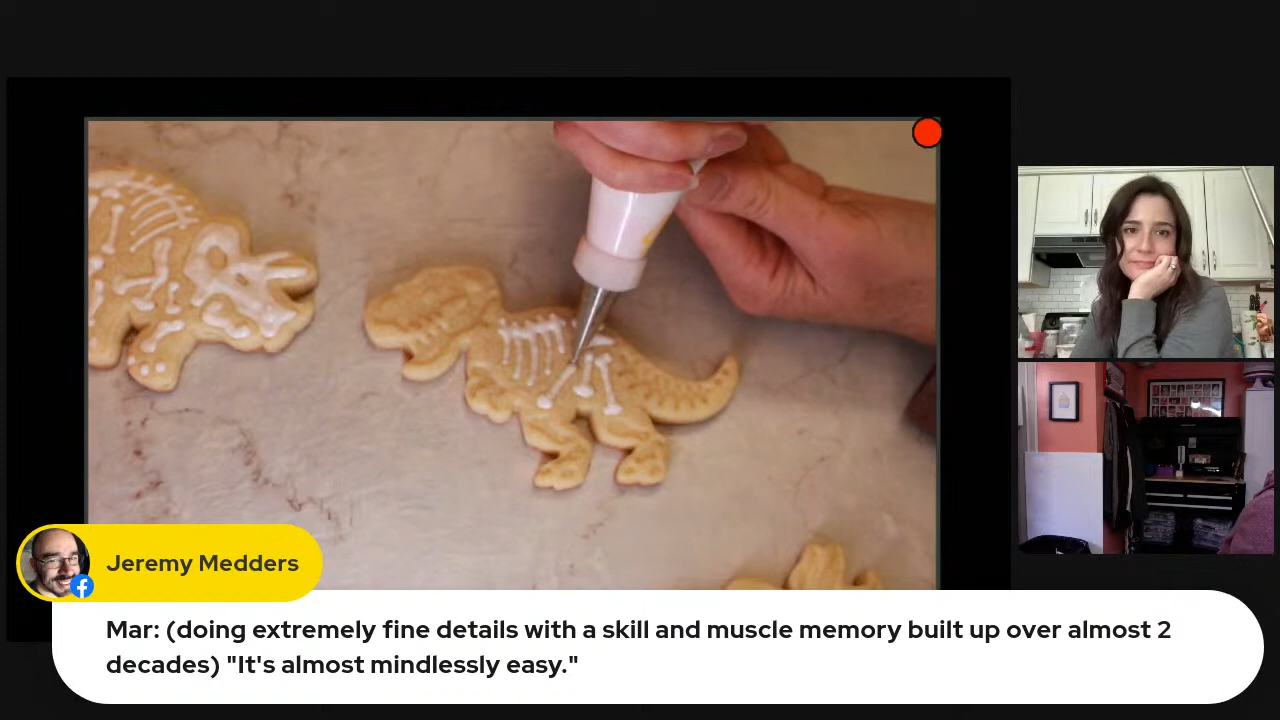 Jeremy Medders
Mar: (doing extremely fine details with a skill and muscle memory built up over almost 2
decades) "It's almost mindlessly easy."